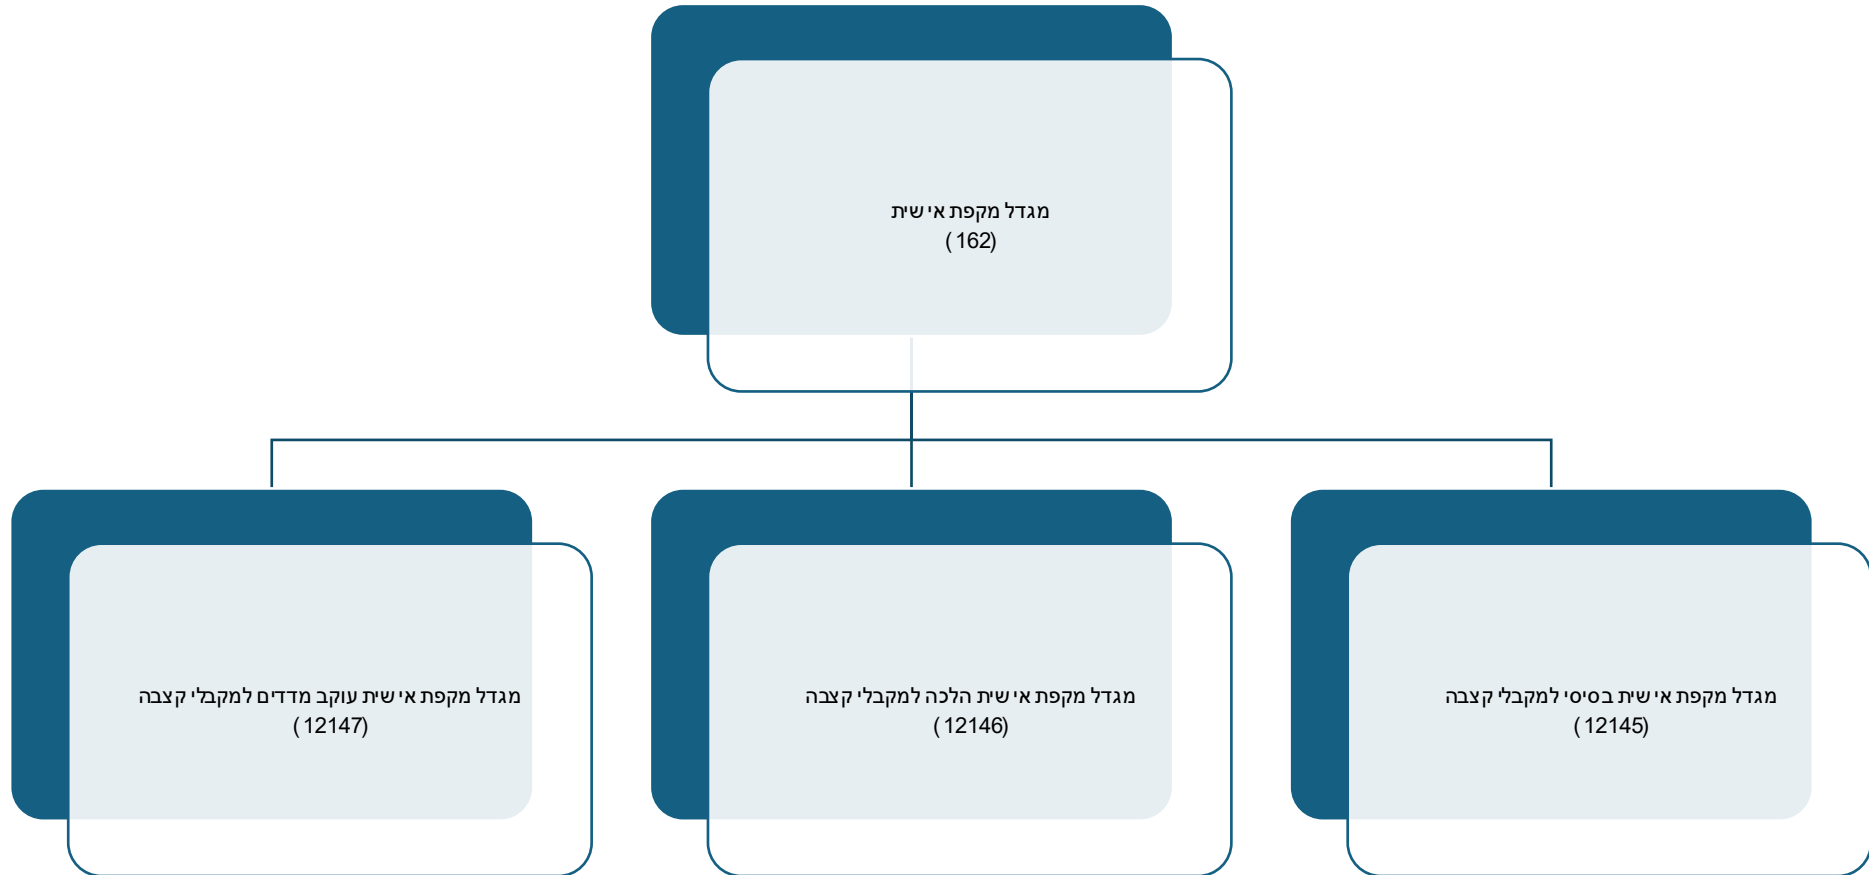 מגדל מקפת אישית
(162)
מגדל מקפת אישית בסיסי למקבלי קצבה
(12145)
מגדל מקפת אישית הלכה למקבלי קצבה
(12146)
מגדל מקפת אישית עוקב מדדים למקבלי קצבה
(12147)